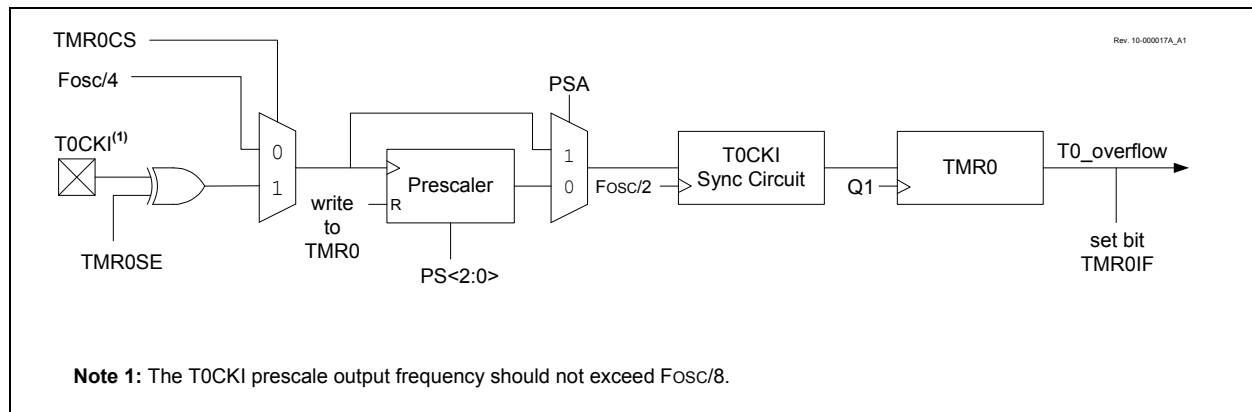 Rev. 10-000017A_A1
TMR0CS
Fosc/4
PSA
T0CKI(1)
0
1
1
0
Prescaler
R
write
to
TMR0
TMR0SE
PS<2:0>
FOSC/2
T0CKI
Sync Circuit
Q1
TMR0
T0_overflow
set bit
TMR0IF
Note 1: The T0CKI prescale output frequency should not exceed FOSC/8.